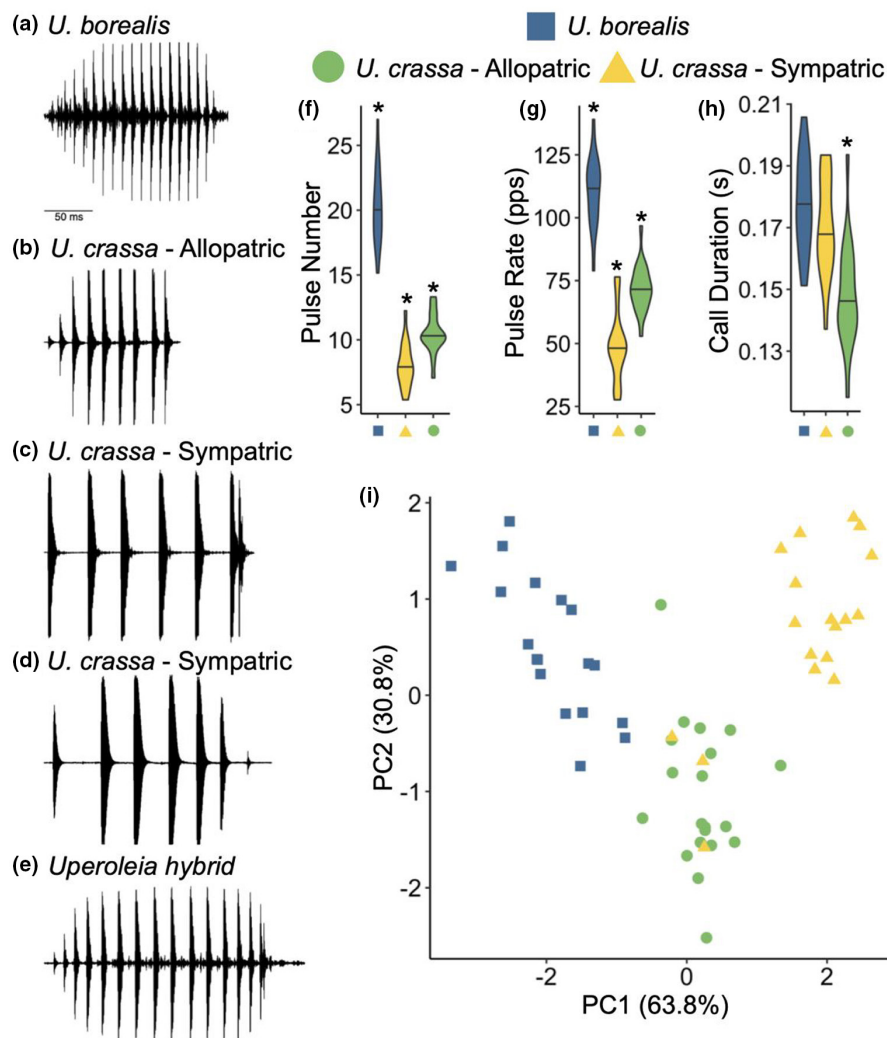 (a) U. borealis
50 ms
(b) U. crassa - Allopatric
(c) U. crassa - Sympatric
(d) U. crassa - Sympatric
(e) Uperoleia hybrid
U. borealis
U. crassa - Allopatric
U. crassa - Sympatric
(f)
Pulse Number
25
20
15
10
5
*
*
*
(g)
Pulse Rate (pps)
125
100
75
50
25
*
*
*
(h)
Call Duration (s)
0.21
0.19
0.17
0.15
0.13
*
(i)
PC2 (30.8%)
2
1
0
-1
-2
-2
0
2
PC1 (63.8%)